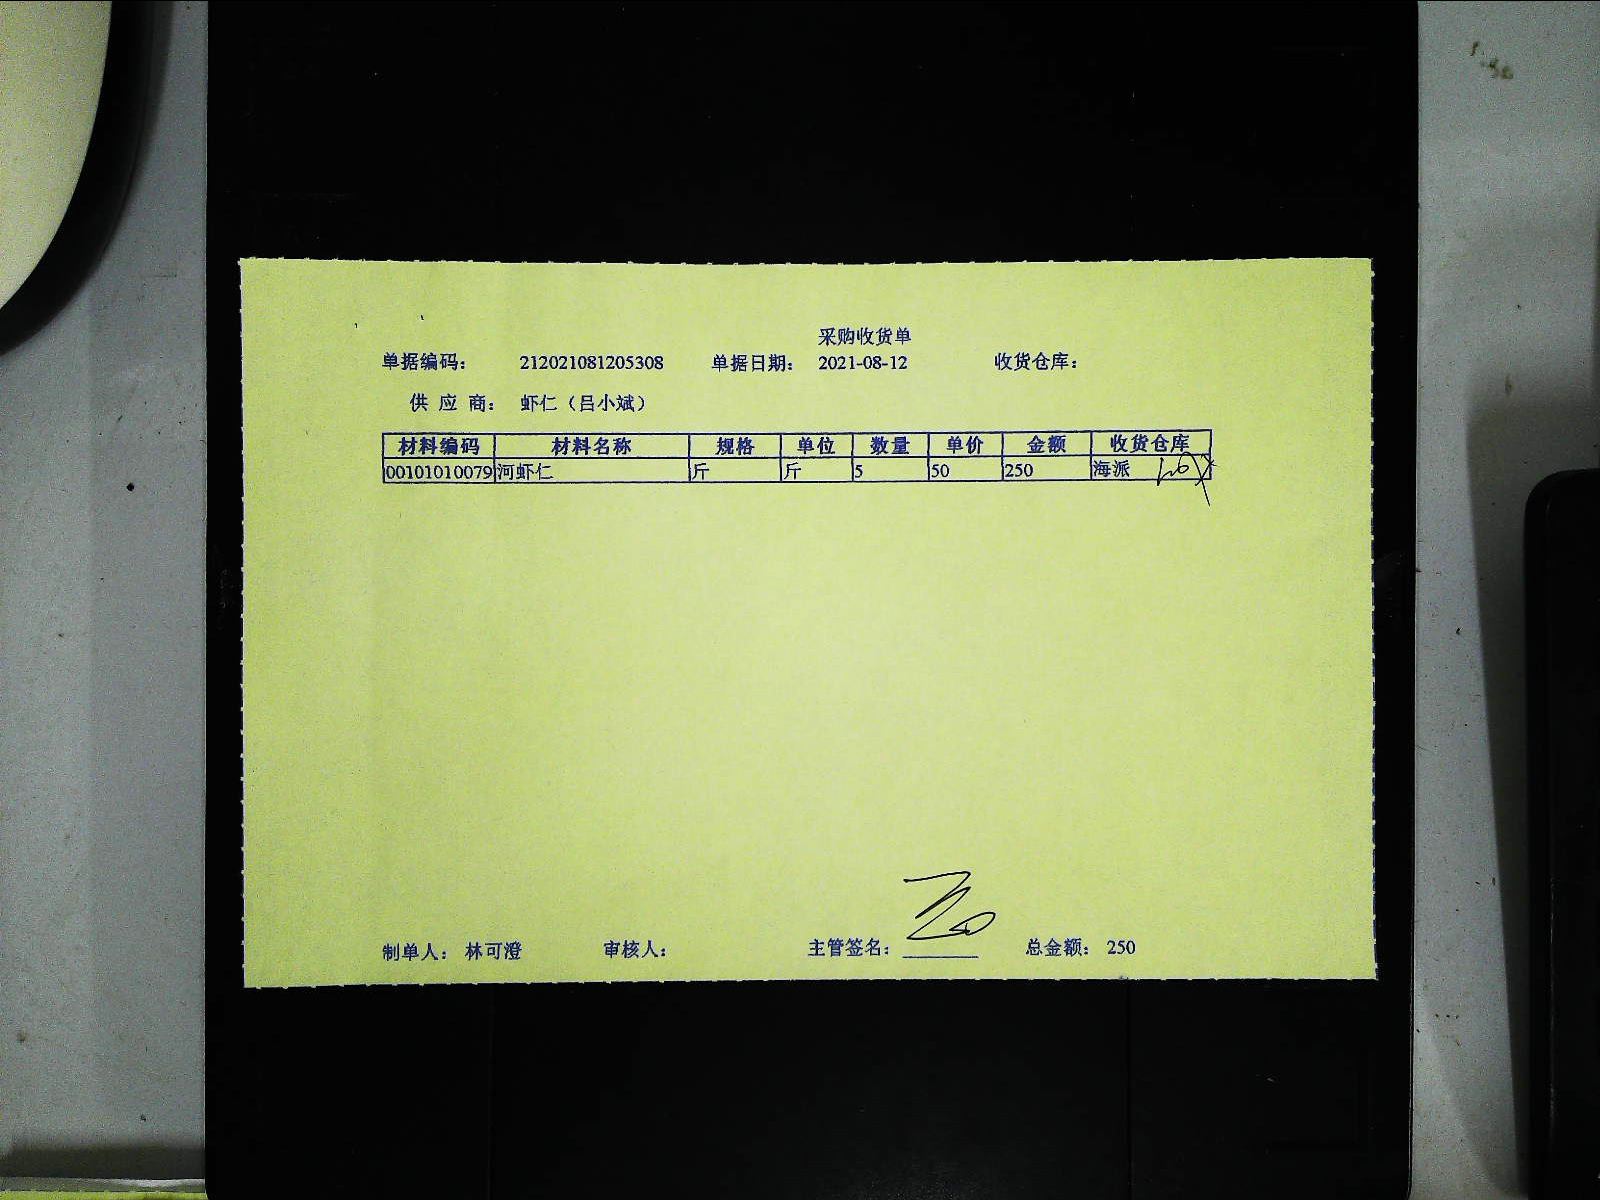 采购收货单
单据编码： 212021081205308 单据日期： 2021-08-12 收货仓库：
供 应 商： 虾仁（吕小斌）
材料编码 材料名称 规格 单位 数量 单价 金额 收货仓库
00101010079 河虾仁 斤 斤 5 50 250 海派
制单人： 林可澄 审核人： 主管签名： 总金额： 250